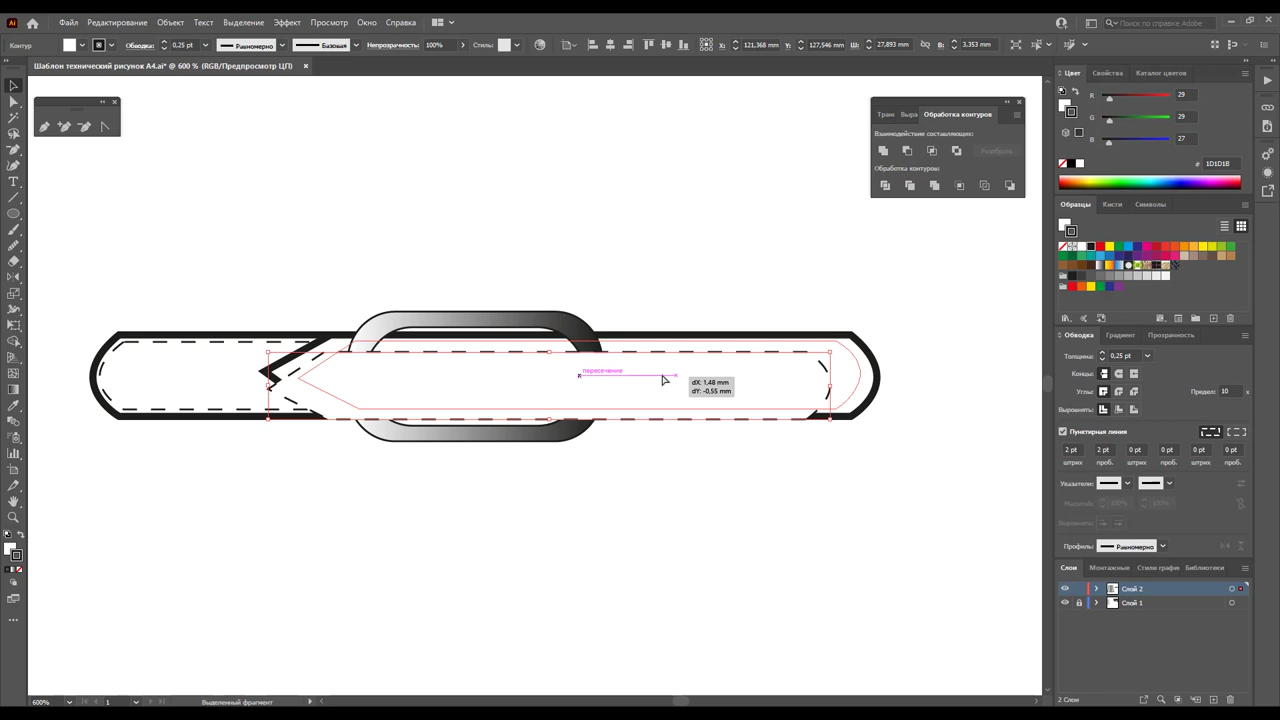 Ai
Файл Редактирование Объект Текст Выделение Эффект Просмотр Окно Справка
Поиск по справке Adobe
Контур Обводка: 0,25 pt Равномерно Базовая Непрозрачность: 100% Стиль: X: 121,368 mm Y: 127,546 mm Ш: 27,893 mm В: 3,353 mm
Шаблон технический рисунок А4.ai* @ 600 % (RGB/Предпросмотр ЦП)
Цвет Свойства Каталог цветов
R 29
G 29
B 27
# 1D1D1B
Тран Выра Обработка контуров
Взаимодействие составляющих:
Разобрать
Обработка контуров:
Образцы Кисти Символы
пересечение
dX: 1,48 mm
dY: -0,55 mm
Обводка Градиент Прозрачность
Толщина: 0,25 pt
Концы:
Углы: Предел: 10
Выровнять:
Пунктирная линия
2 pt 2 pt 0 pt 0 pt 0 pt 0 pt
штрих проб. штрих проб. штрих проб.
Указатели:
Масштаб: 100% 100%
Выровнять:
Профиль: Равномерно
Слои Монтажные Стили график Библиотеки
Слой 2
Слой 1
2 Слои
600% 1 Выделенный фрагмент